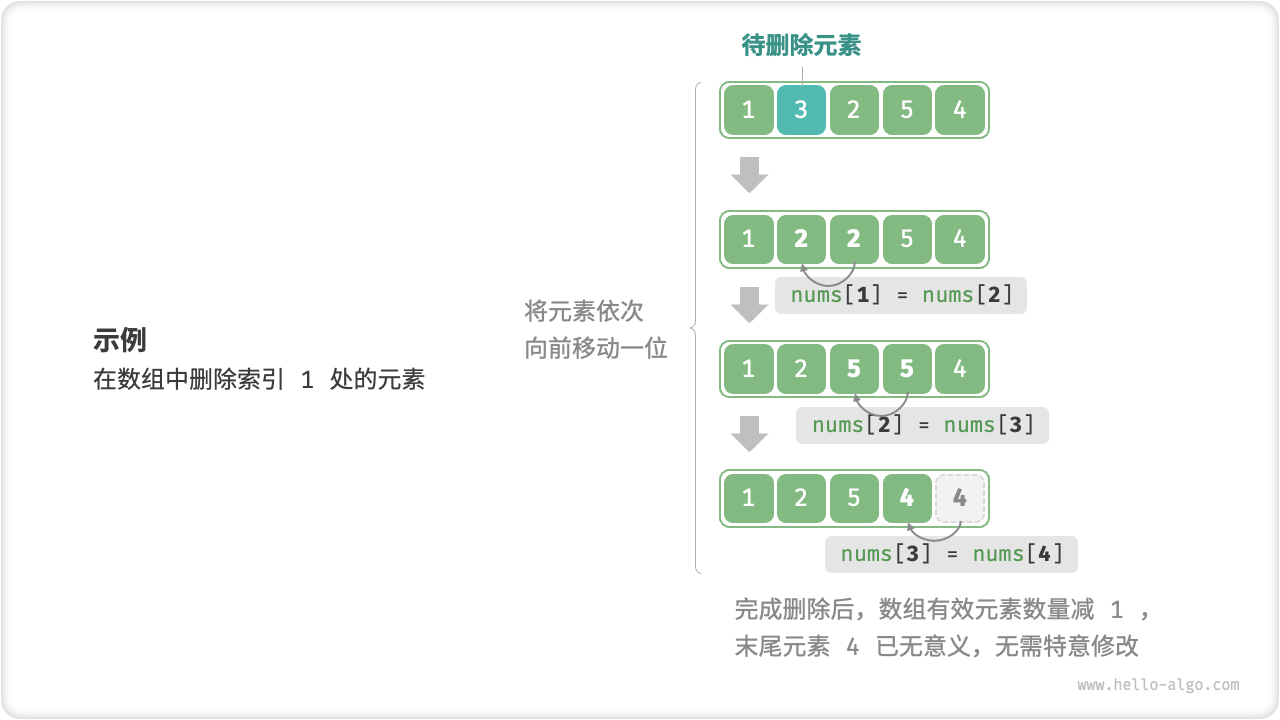 示例
在数组中删除索引 1 处的元素
将元素依次
向前移动一位
待删除元素
1 3 2 5 4
1 2 2 5 4
nums[1] = nums[2]
1 2 5 5 4
nums[2] = nums[3]
1 2 5 4 4
nums[3] = nums[4]
完成删除后，数组有效元素数量减 1 ，
末尾元素 4 已无意义，无需特意修改
www.hello-algo.com